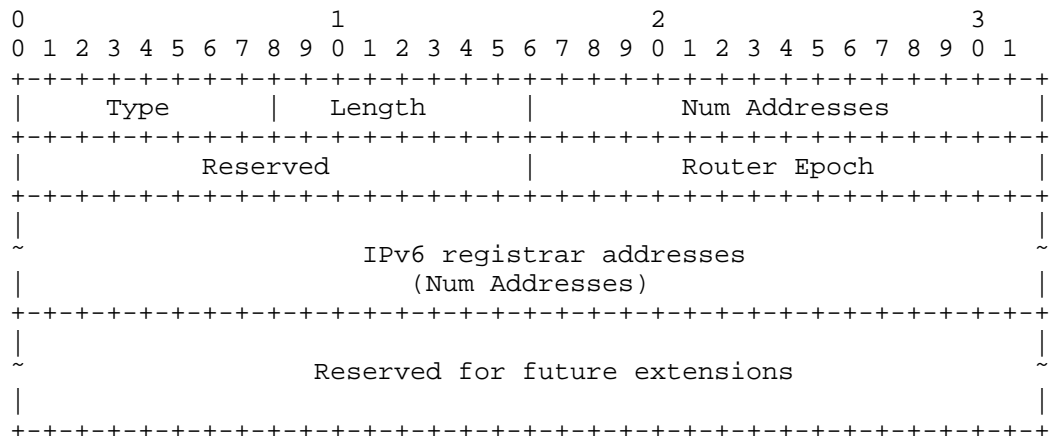 0                   1                   2                   3
0 1 2 3 4 5 6 7 8 9 0 1 2 3 4 5 6 7 8 9 0 1 2 3 4 5 6 7 8 9 0 1
+-+-+-+-+-+-+-+-+-+-+-+-+-+-+-+-+-+-+-+-+-+-+-+-+-+-+-+-+-+-+-+-+
|     Type      |   Length      |         Num Addresses         |
+-+-+-+-+-+-+-+-+-+-+-+-+-+-+-+-+-+-+-+-+-+-+-+-+-+-+-+-+-+-+-+-+
|           Reserved            |         Router Epoch          |
+-+-+-+-+-+-+-+-+-+-+-+-+-+-+-+-+-+-+-+-+-+-+-+-+-+-+-+-+-+-+-+-+
|                                                               |
~                     IPv6 registrar addresses                  ~
|                        (Num Addresses)                        |
+-+-+-+-+-+-+-+-+-+-+-+-+-+-+-+-+-+-+-+-+-+-+-+-+-+-+-+-+-+-+-+-+
|                                                               |
~                  Reserved for future extensions               ~
|                                                               |
+-+-+-+-+-+-+-+-+-+-+-+-+-+-+-+-+-+-+-+-+-+-+-+-+-+-+-+-+-+-+-+-+